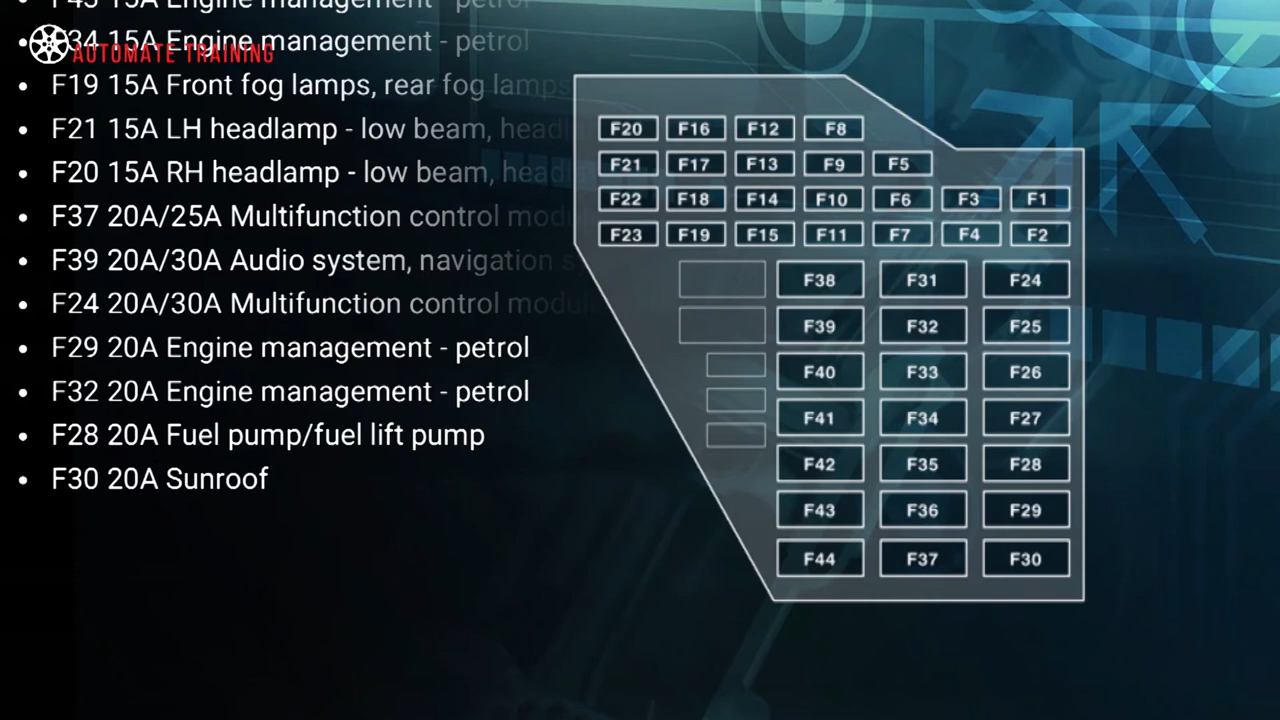 F43 15A Engine management - petrol
F34 15A Engine management - petrol
AUTOMATE TRAINING
• F19 15A Front fog lamps, rear fog lamps
• F21 15A LH headlamp - low beam,
• F20 15A RH headlamp - low beam,
• F37 20A/25A Multifunction control
• F39 20A/30A Audio system, navigation
• F24 20A/30A Multifunction control
• F29 20A Engine management - petrol
• F32 20A Engine management - petrol
• F28 20A Fuel pump/fuel lift pump
• F30 20A Sunroof
F20 F16 F12 F8
F21 F17 F13 F9 F5
F22 F18 F14 F10 F6 F3 F1
F23 F19 F15 F11 F7 F4 F2
F38 F31 F24
F39 F32 F25
F40 F33 F26
F41 F34 F27
F42 F35 F28
F43 F36 F29
F44 F37 F30